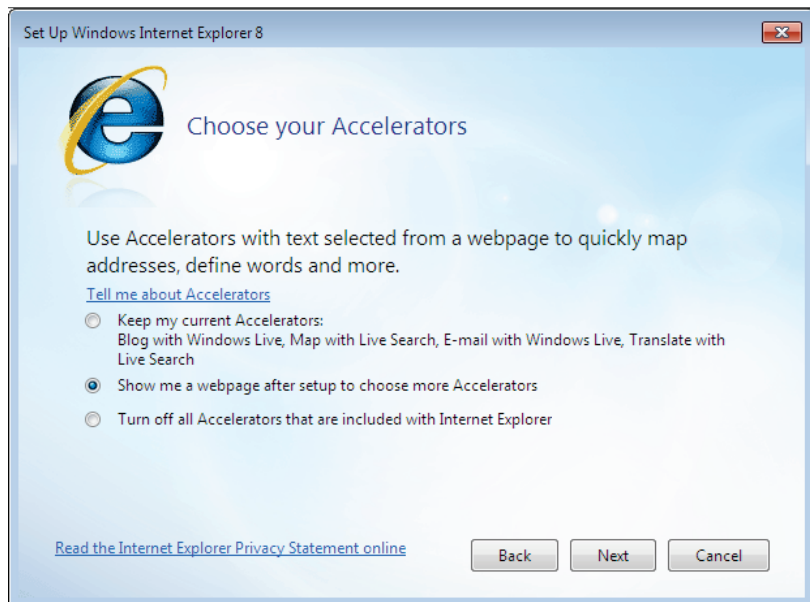 Set Up Windows Internet Explorer 8
Choose your Accelerators
Use Accelerators with text selected from a webpage to quickly map
addresses, define words and more.
Tell me about Accelerators
Keep my current Accelerators:
Blog with Windows Live, Map with Live Search, E-mail with Windows Live, Translate with
Live Search
Show me a webpage after setup to choose more Accelerators
Turn off all Accelerators that are included with Internet Explorer
Read the Internet Explorer Privacy Statement online
Back
Next
Cancel